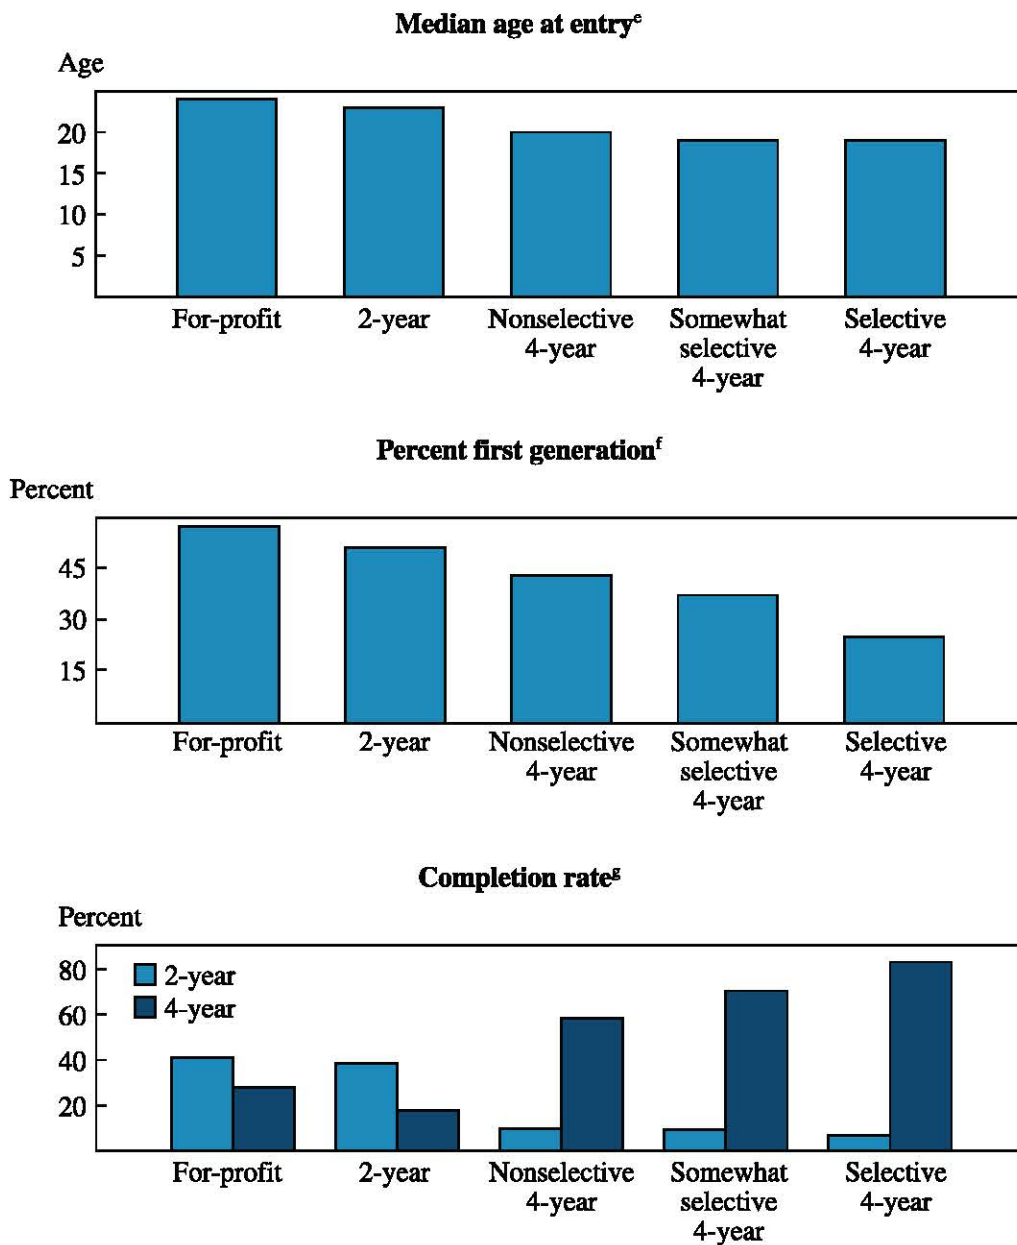 Median age at entryᵉ
Age
20
15
10
5
For-profit
2-year
Nonselective
4-year
Somewhat
selective
4-year
Selective
4-year
Percent first generationᶠ
Percent
45
30
15
For-profit
2-year
Nonselective
4-year
Somewhat
selective
4-year
Selective
4-year
Completion rateᵍ
Percent
80
60
40
20
2-year
4-year
For-profit
2-year
Nonselective
4-year
Somewhat
selective
4-year
Selective
4-year